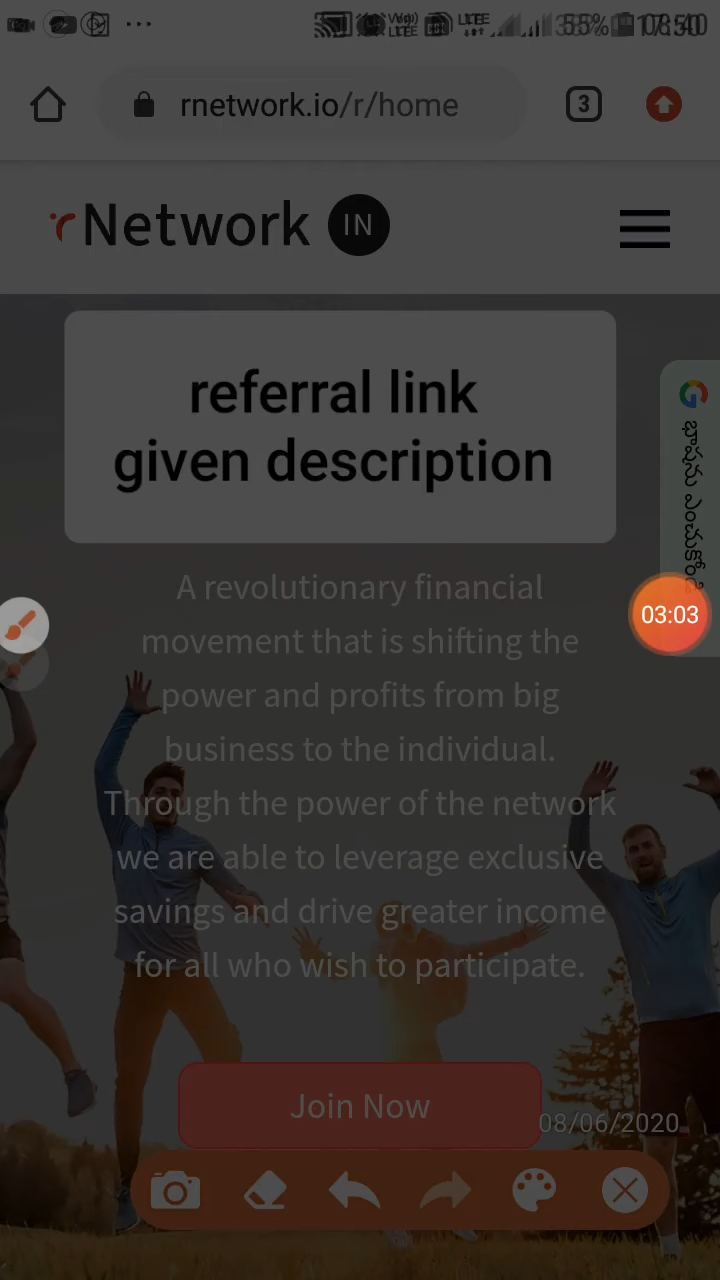 rnetwork.io/r/home
3
rNetwork IN
referral link
given description
భాషను ఎంచుకోండి
03:03
A revolutionary financial
movement that is shifting the
power and profits from big
business to the individual.
Through the power of the network
we are able to leverage exclusive
savings and drive greater income
for all who wish to participate.
Join Now
08/06/2020